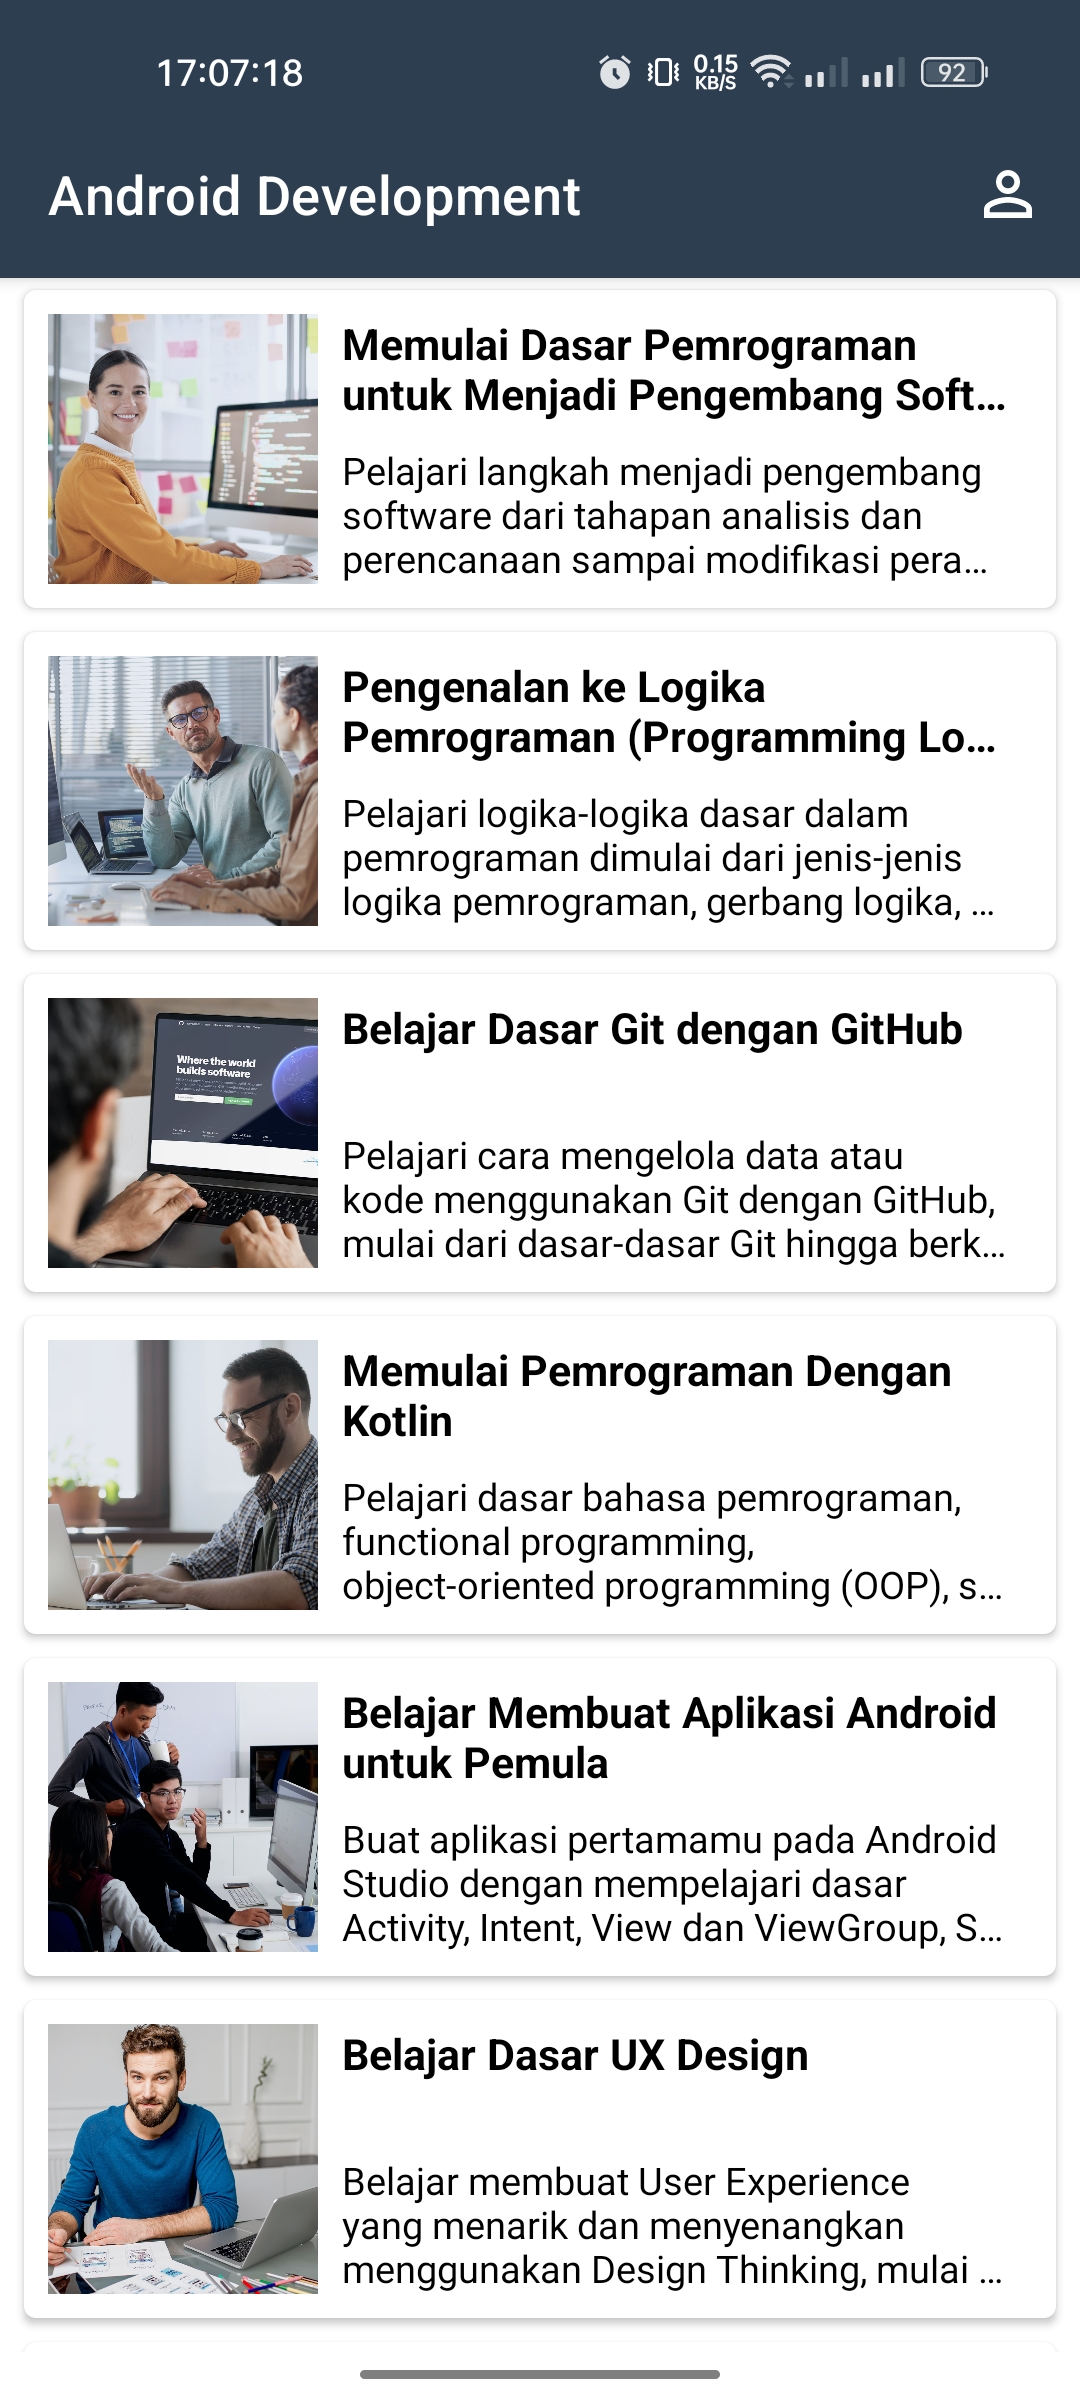 17:07:18
0.15
KB/S
92
Android Development
Memulai Dasar Pemrograman
untuk Menjadi Pengembang Soft...
Pelajari langkah menjadi pengembang
software dari tahapan analisis dan
perencanaan sampai modifikasi pera...
Pengenalan ke Logika
Pemrograman (Programming Lo...
Pelajari logika-logika dasar dalam
pemrograman dimulai dari jenis-jenis
logika pemrograman, gerbang logika, ...
Where the world
builds software
Belajar Dasar Git dengan GitHub
Pelajari cara mengelola data atau
kode menggunakan Git dengan GitHub,
mulai dari dasar-dasar Git hingga berk...
Memulai Pemrograman Dengan
Kotlin
Pelajari dasar bahasa pemrograman,
functional programming,
object-oriented programming (OOP), s...
Belajar Membuat Aplikasi Android
untuk Pemula
Buat aplikasi pertamamu pada Android
Studio dengan mempelajari dasar
Activity, Intent, View dan ViewGroup, S...
Belajar Dasar UX Design
Belajar membuat User Experience
yang menarik dan menyenangkan
menggunakan Design Thinking, mulai ...